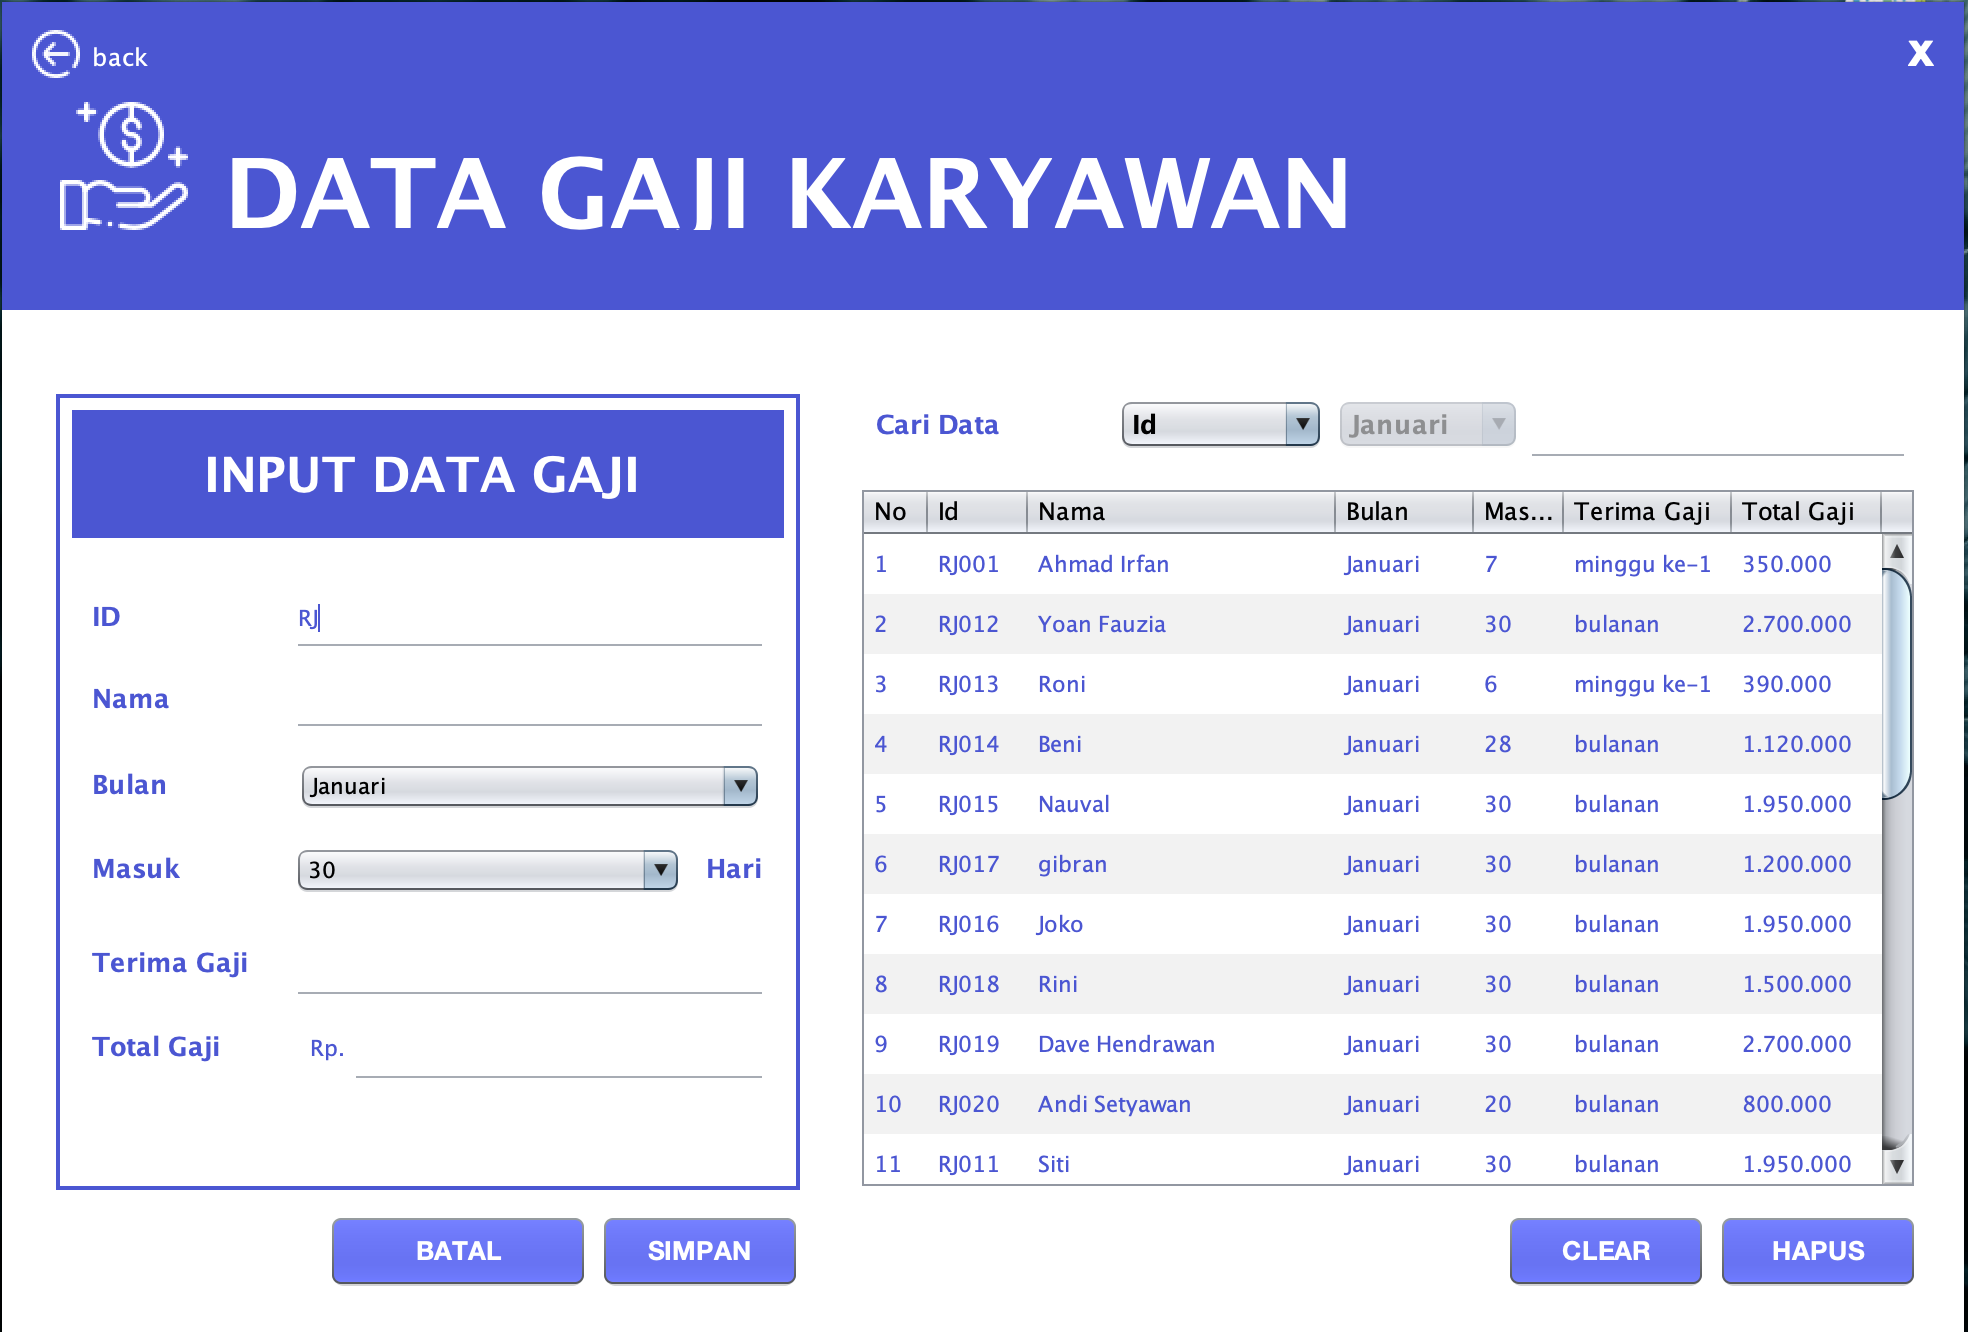 back
X
DATA GAJI KARYAWAN
INPUT DATA GAJI
ID RJ
Nama
Bulan Januari
Masuk 30 Hari
Terima Gaji
Total Gaji Rp.
BATAL SIMPAN
Cari Data Id Januari
No Id Nama Bulan Mas... Terima Gaji Total Gaji
1 RJ001 Ahmad Irfan Januari 7 minggu ke-1 350.000
2 RJ012 Yoan Fauzia Januari 30 bulanan 2.700.000
3 RJ013 Roni Januari 6 minggu ke-1 390.000
4 RJ014 Beni Januari 28 bulanan 1.120.000
5 RJ015 Nauval Januari 30 bulanan 1.950.000
6 RJ017 gibran Januari 30 bulanan 1.200.000
7 RJ016 Joko Januari 30 bulanan 1.950.000
8 RJ018 Rini Januari 30 bulanan 1.500.000
9 RJ019 Dave Hendrawan Januari 30 bulanan 2.700.000
10 RJ020 Andi Setyawan Januari 20 bulanan 800.000
11 RJ011 Siti Januari 30 bulanan 1.950.000
CLEAR HAPUS